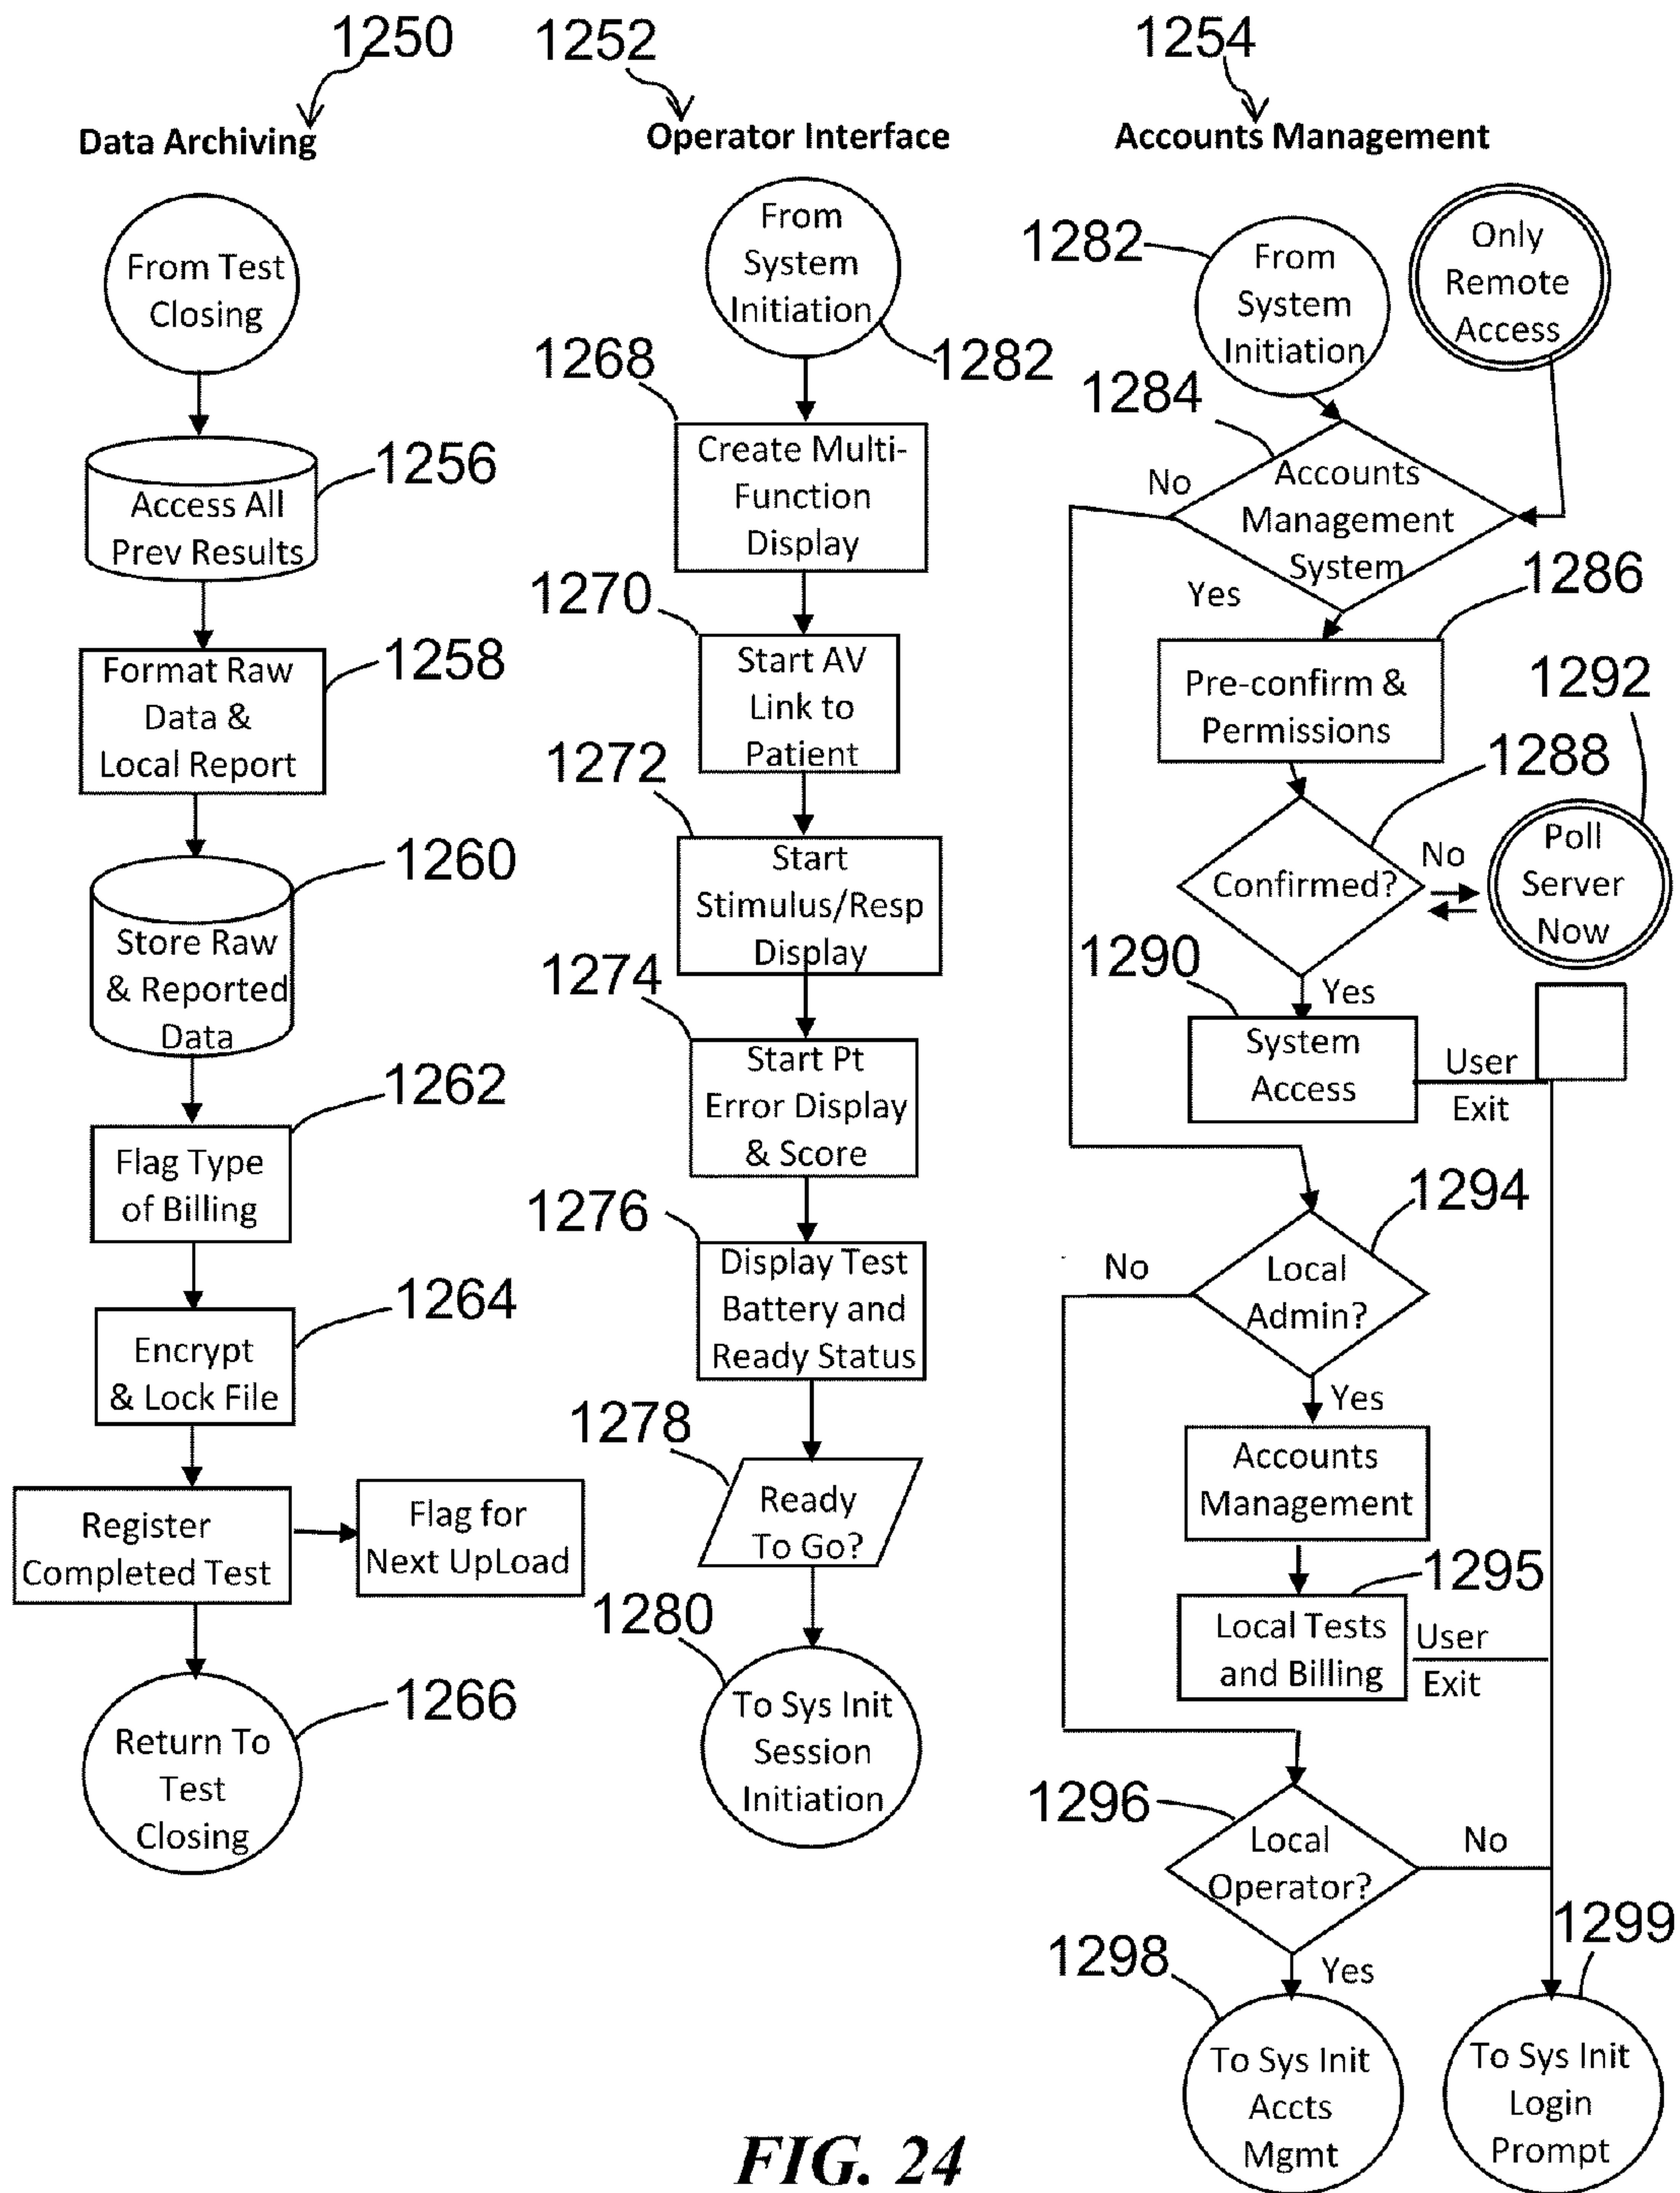 1250
Data Archiving
From Test
Closing
1256
Access All
Prev Results
1258
Format Raw
Data &
Local Report
1260
Store Raw
& Reported
Data
1262
Flag Type
of Billing
1264
Encrypt
& Lock File
Register
Completed Test
Flag for
Next UpLoad
1266
Return To
Test
Closing
1252
Operator Interface
From
System
Initiation
1282
1268
Create Multi-
Function
Display
1270
Start AV
Link to
Patient
1272
Start
Stimulus/Resp
Display
1274
Start Pt
Error Display
& Score
1276
Display Test
Battery and
Ready Status
1278
Ready
To Go?
1280
To Sys Init
Session
Initiation
1254
Accounts Management
1282
From
System
Initiation
Only
Remote
Access
1284
No
Accounts
Management
System
Yes
1286
Pre-confirm &
Permissions
1292
1288
Confirmed?
No
Poll
Server
Now
1290
Yes
System
Access
User
Exit
1294
No
Local
Admin?
Yes
Accounts
Management
1295
Local Tests
and Billing
User
Exit
1296
Local
Operator?
No
1298
Yes
1299
To Sys Init
Accts
Mgmt
To Sys Init
Login
Prompt
FIG. 24